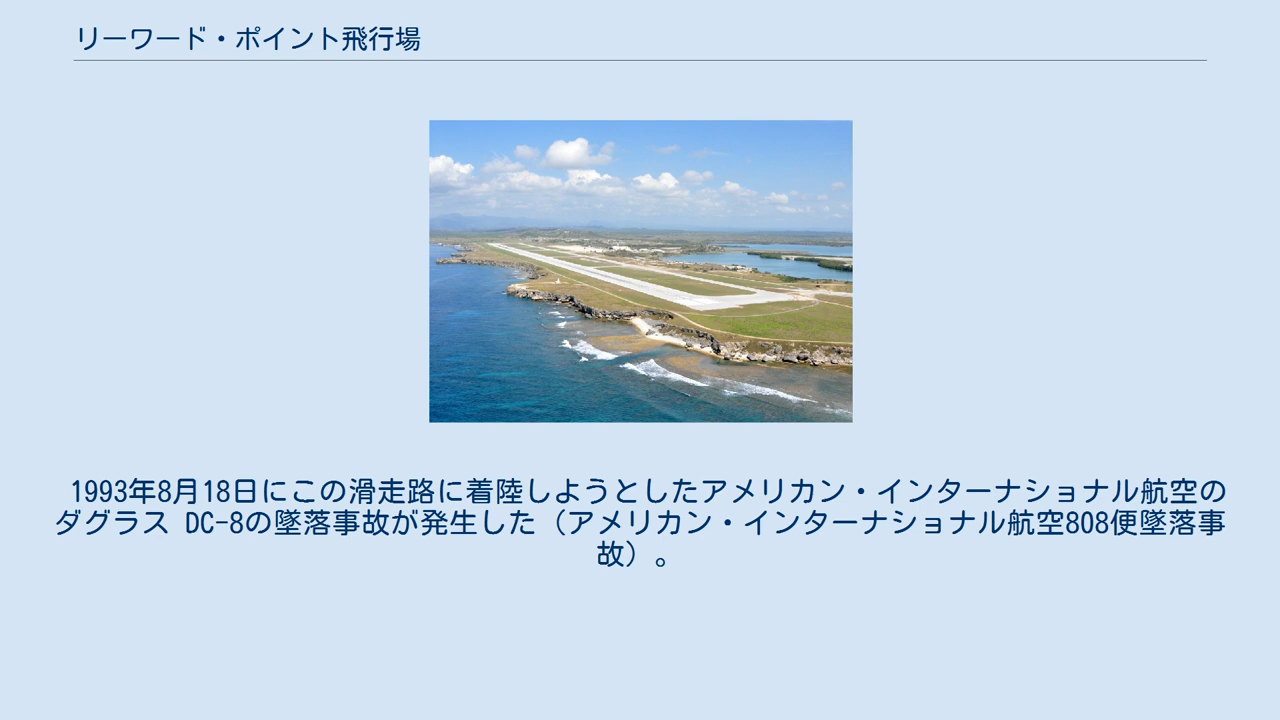 リーワード・ポイント飛行場
1993年8月18日にこの滑走路に着陸しようとしたアメリカン・インターナショナル航空の
ダグラス DC-8の墜落事故が発生した（アメリカン・インターナショナル航空808便墜落事
故）。